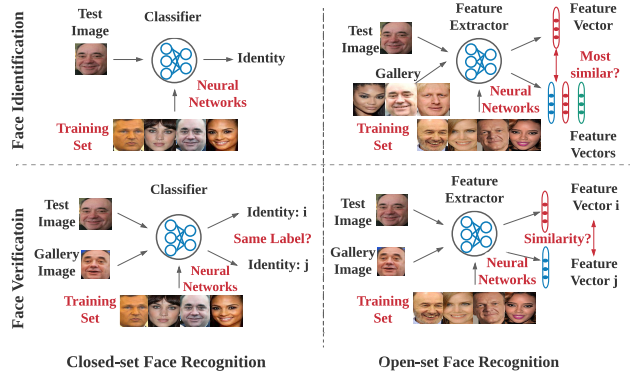 Face Idientification
Test
Image
Classifier
Identity
Neural
Networks
Training
Set
Test
Image
Feature
Extractor
Feature
Vector
Gallery
Most
similar?
Neural
Networks
Training
Set
Feature
Vectors
Face Verificatoin
Test
Image
Classifier
Identity: i
Gallery
Image
Same Label?
Identity: j
Neural
Networks
Training
Set
Test
Image
Feature
Extractor
Feature
Vector i
Gallery
Image
Similarity?
Neural
Networks
Feature
Vector j
Training
Set
Closed-set Face Recognition
Open-set Face Recognition